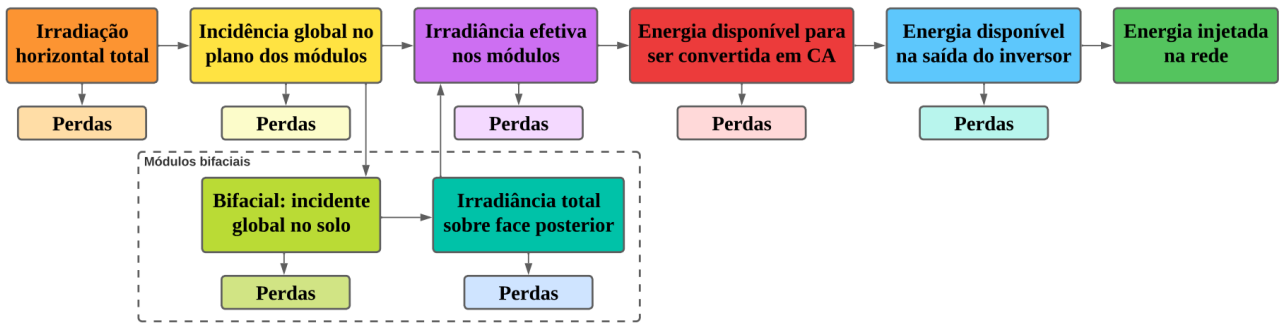 Irradiação
horizontal total
Incidência global no
plano dos módulos
Irradiância efetiva
nos módulos
Energia disponível para
ser convertida em CA
Energia disponível
na saída do inversor
Energia injetada
na rede
Perdas
Perdas
Perdas
Perdas
Perdas
Módulos bifaciais
Bifacial: incidente
global no solo
Irradiância total
sobre face posterior
Perdas
Perdas